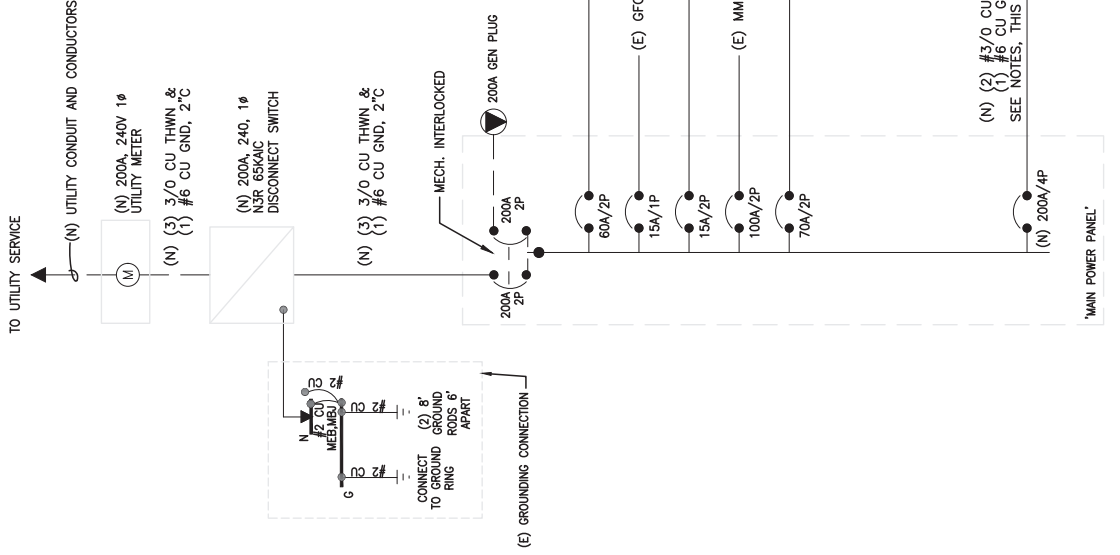 TO UTILITY SERVICE
(N) UTILITY CONDUIT AND CONDUCTORS
(N) 200A, 240V 1ø
UTILITY METER
M
(N) (3) 3/0 CU THWN &
(1) #6 CU GND, 2"C
(N) 200A, 240, 1ø
N3R 65KAIC
DISCONNECT SWITCH
(N) (3) 3/0 CU THWN &
(1) #6 CU GND, 2"C
MECH. INTERLOCKED
200A GEN PLUG
200A
2P
200A
2P
60A/2P
15A/1P
(E) GFC
15A/2P
100A/2P
(E) MM
70A/2P
(N) 200A/4P
(N) (2) #3/0 CU
(1) #6 CU G
SEE NOTES, THIS
'MAIN POWER PANEL'
N
#2 CU
MEB,MBJ
#2 CU
#2 CU
#2 CU
G
(2) 8'
GROUND
RODS 6'
APART
CONNECT
TO GROUND
RING
(E) GROUNDING CONNECTION